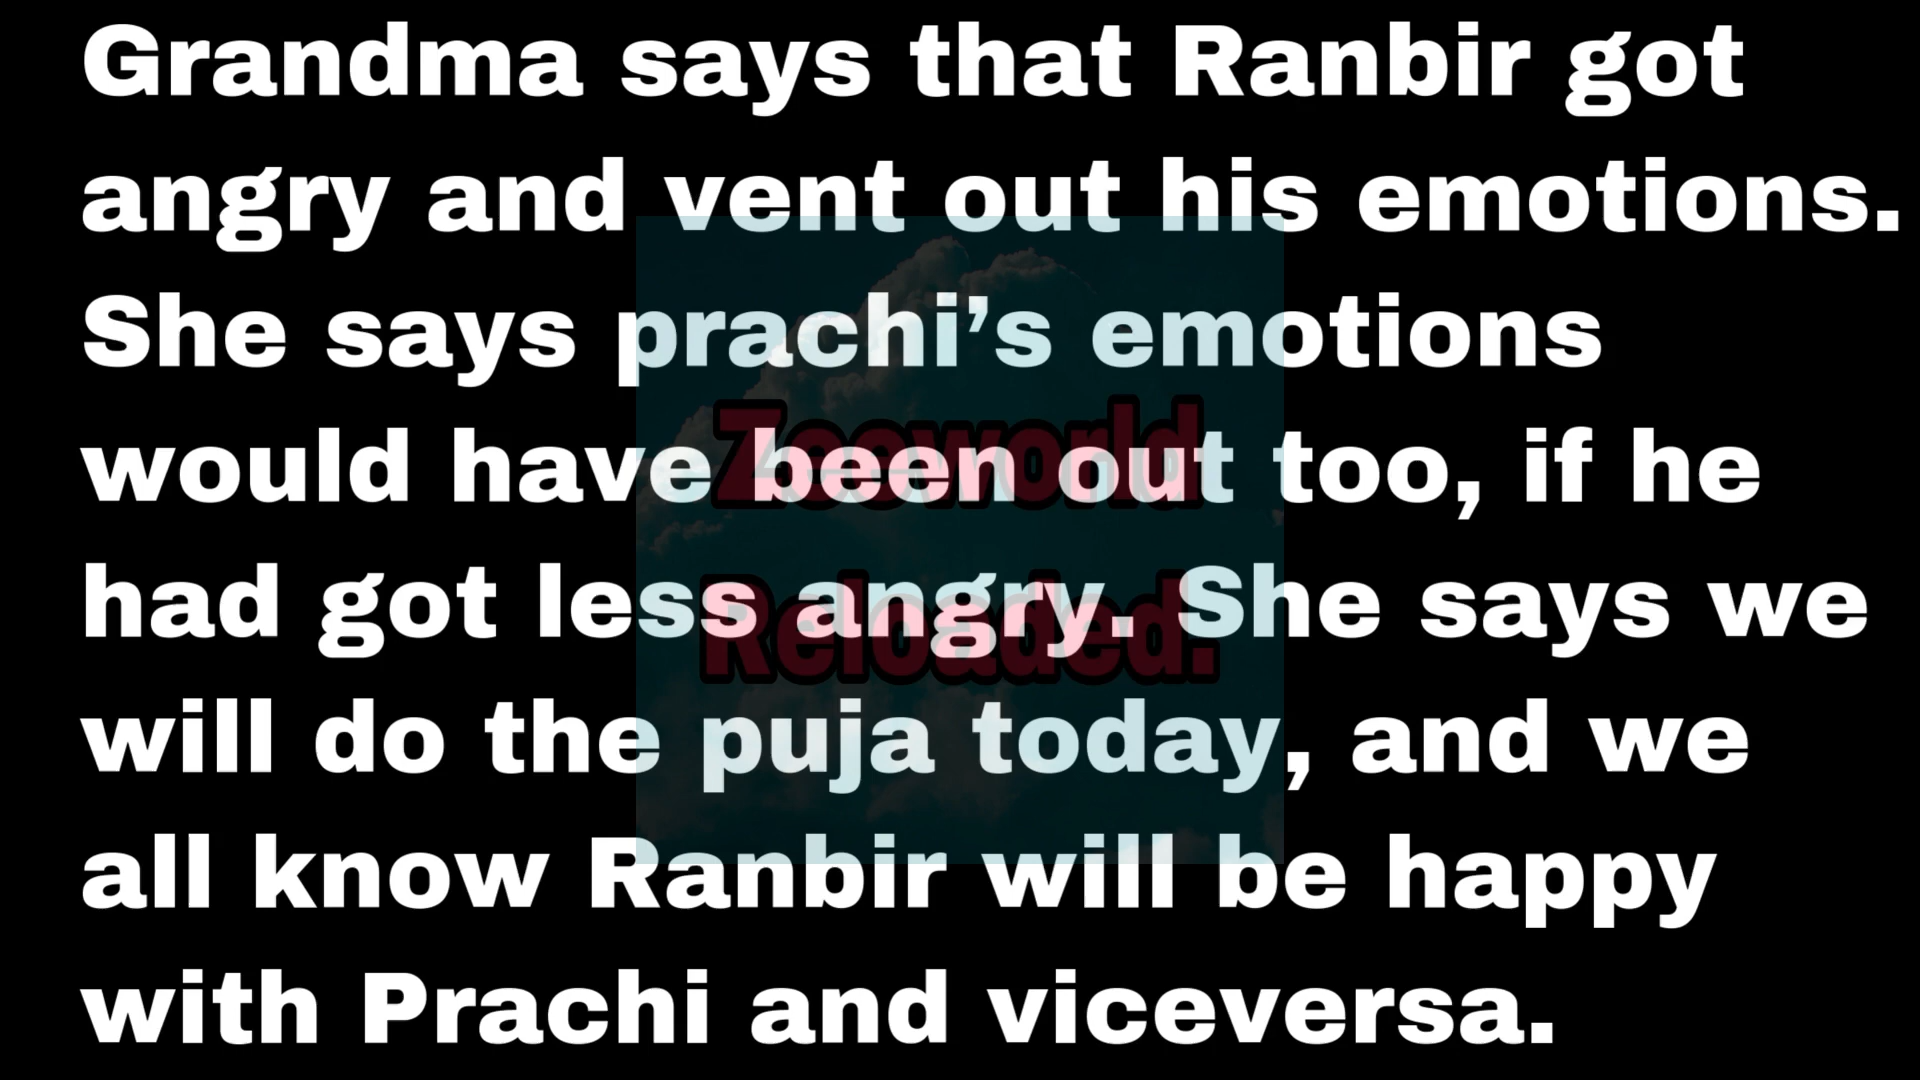 Grandma says that Ranbir got
angry and vent out his emotions.
She says prachi’s emotions
would have been out too, if he
had got less angry. She says we
will do the puja today, and we
all know Ranbir will be happy
with Prachi and viceversa.
Zeeworld
Reloaded.